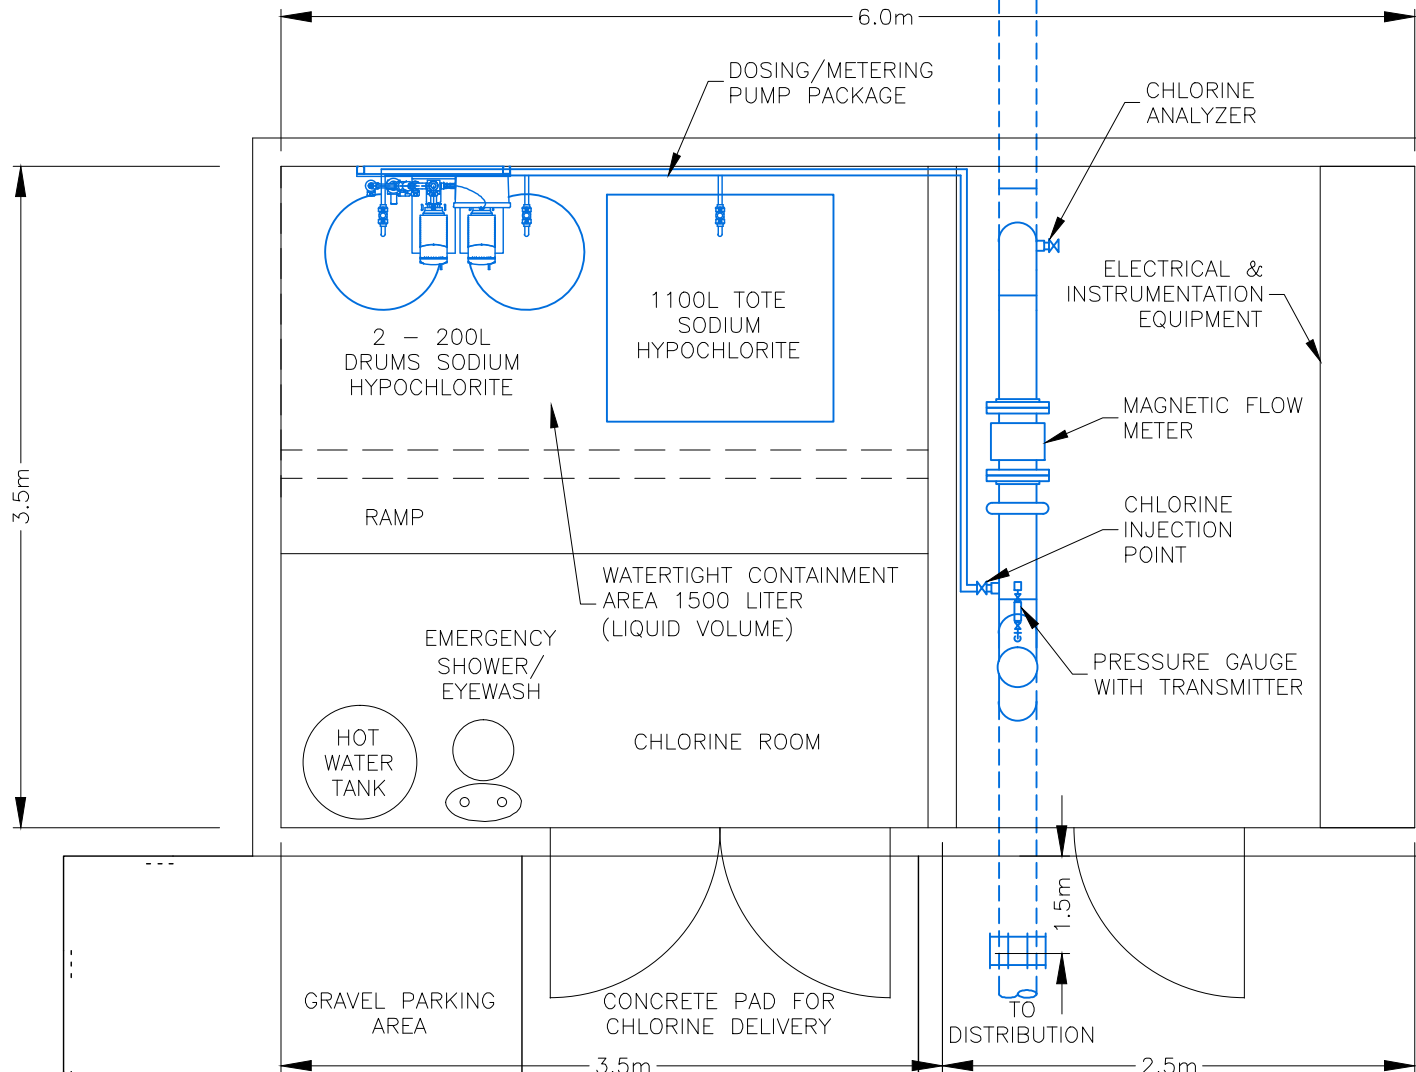 6.0m
DOSING/METERING
PUMP PACKAGE
CHLORINE
ANALYZER
ELECTRICAL &
INSTRUMENTATION
EQUIPMENT
1100L TOTE
SODIUM
HYPOCHLORITE
2 - 200L
DRUMS SODIUM
HYPOCHLORITE
MAGNETIC FLOW
METER
3.5m
RAMP
CHLORINE
INJECTION
POINT
WATERTIGHT CONTAINMENT
AREA 1500 LITER
(LIQUID VOLUME)
EMERGENCY
SHOWER/
EYEWASH
PRESSURE GAUGE
WITH TRANSMITTER
HOT
WATER
TANK
CHLORINE ROOM
1.5m
GRAVEL PARKING
AREA
CONCRETE PAD FOR
CHLORINE DELIVERY
TO
DISTRIBUTION
3.5m
2.5m